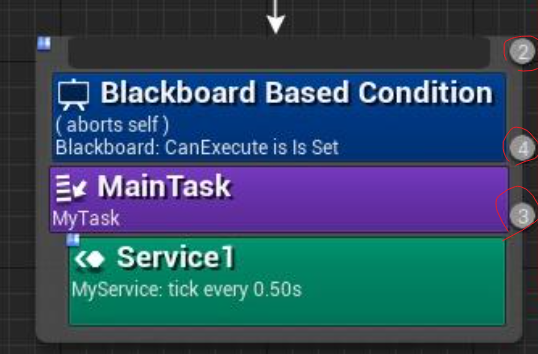 2
Blackboard Based Condition
( aborts self )
Blackboard: CanExecute is Is Set
4
MainTask
MyTask
3
Service1
MyService: tick every 0.50s